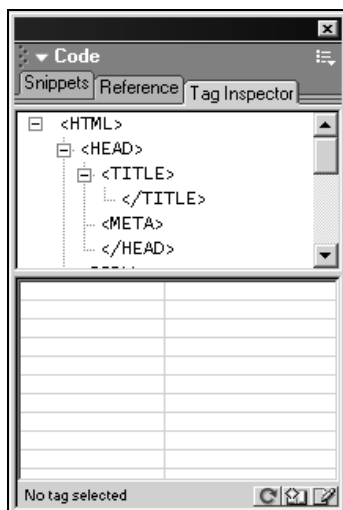 Code
Snippets Reference Tag Inspector
<HTML>
<HEAD>
<TITLE>
</TITLE>
<META>
</HEAD>
No tag selected